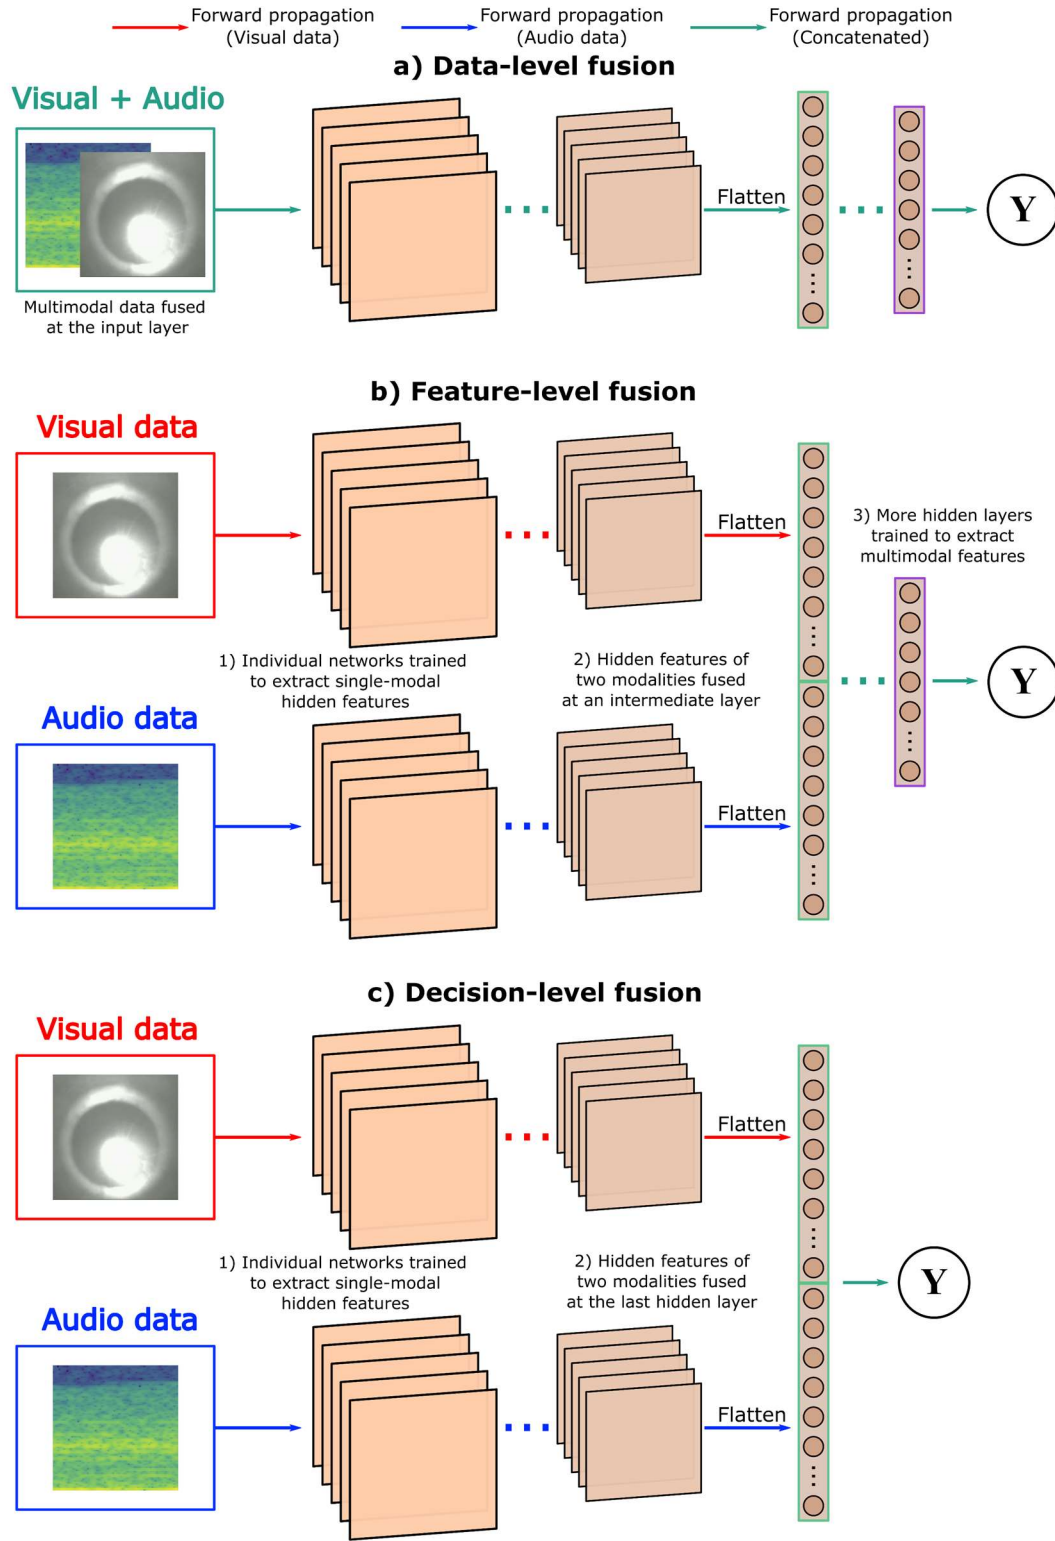 Forward propagation
(Visual data)
Forward propagation
(Audio data)
Forward propagation
(Concatenated)
a) Data-level fusion
Visual + Audio
Flatten
Y
Multimodal data fused
at the input layer
b) Feature-level fusion
Visual data
Flatten
3) More hidden layers
trained to extract
multimodal features
1) Individual networks trained
to extract single-modal
hidden features
2) Hidden features of
two modalities fused
at an intermediate layer
Y
Audio data
Flatten
c) Decision-level fusion
Visual data
Flatten
1) Individual networks trained
to extract single-modal
hidden features
2) Hidden features of
two modalities fused
at the last hidden layer
Y
Audio data
Flatten